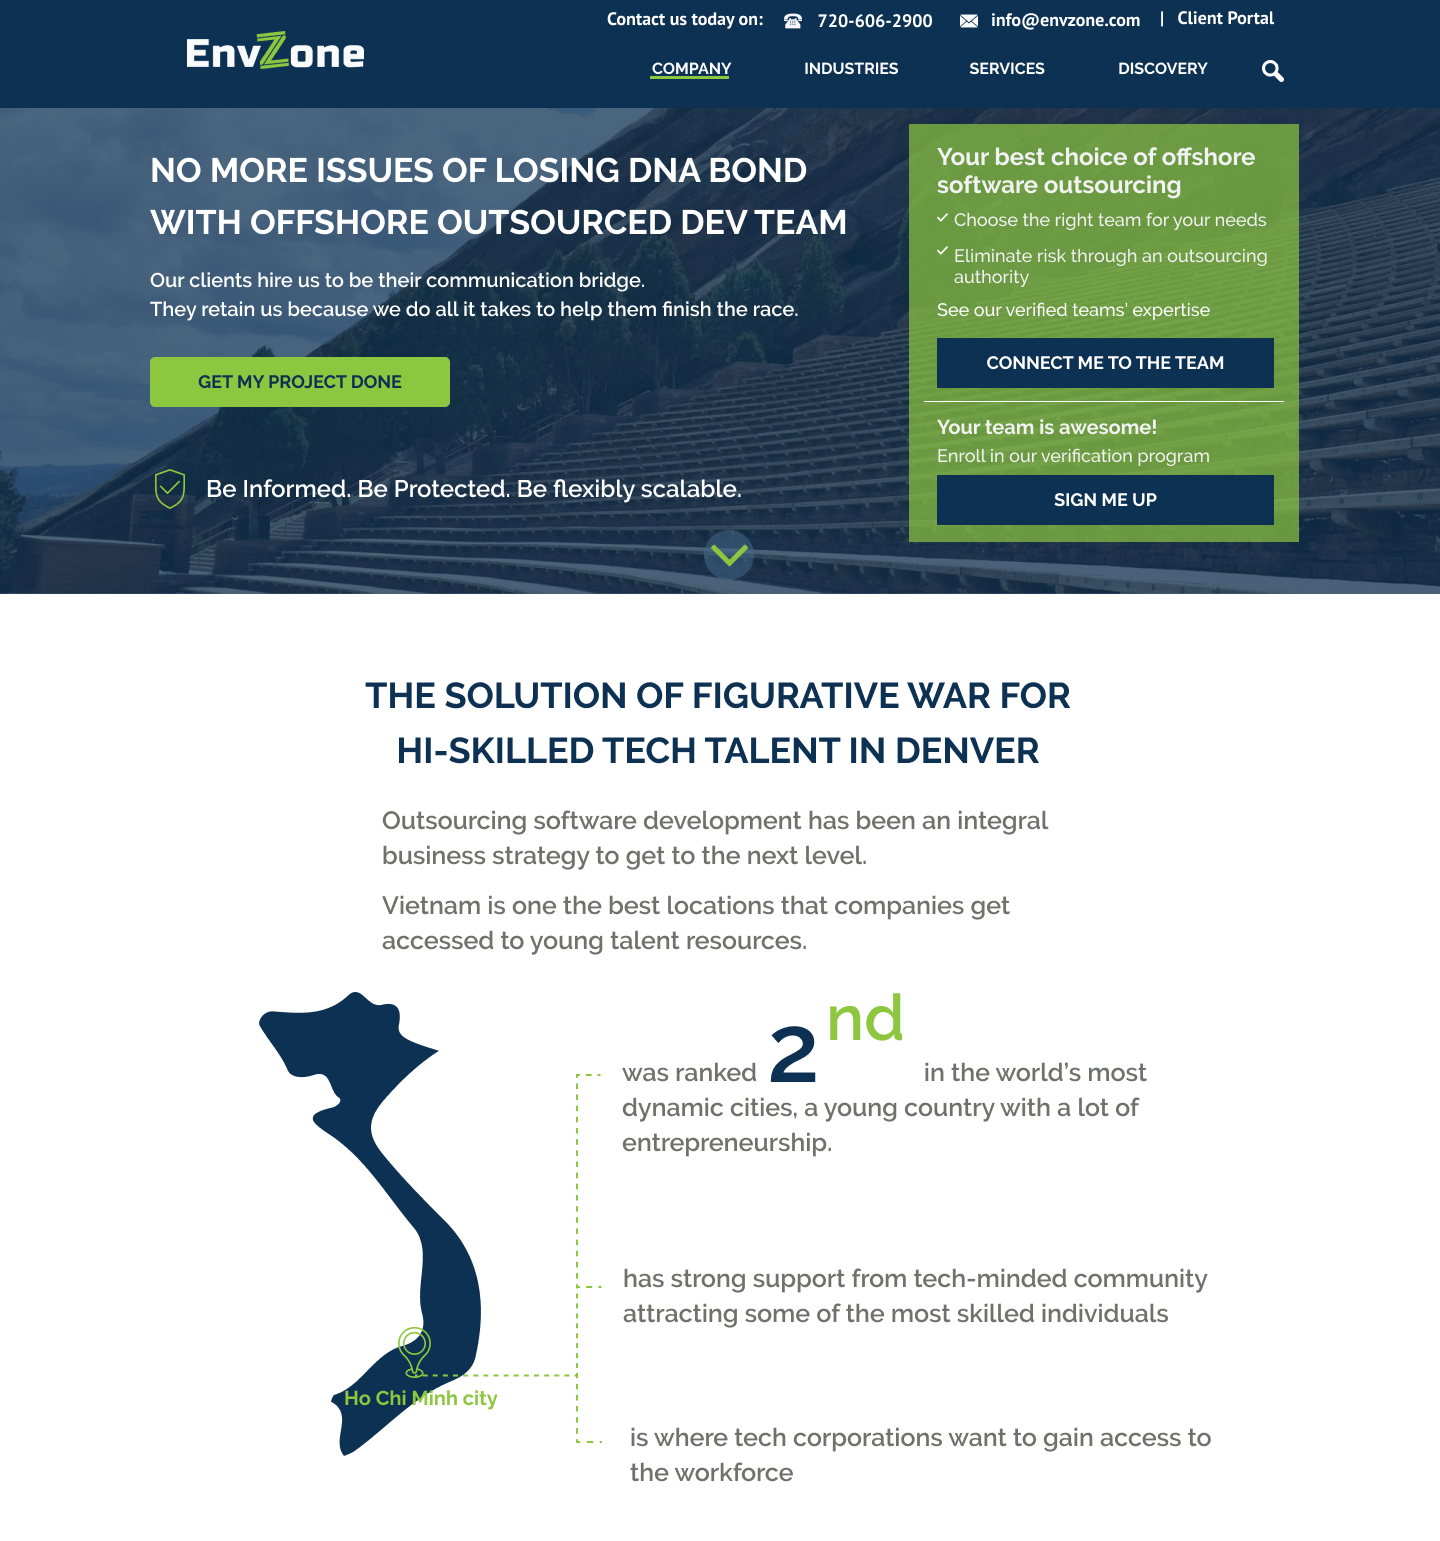 Contact us today on: 720-606-2900 info@envzone.com | Client Portal
EnvZone
COMPANY INDUSTRIES SERVICES DISCOVERY
NO MORE ISSUES OF LOSING DNA BOND
WITH OFFSHORE OUTSOURCED DEV TEAM
Our clients hire us to be their communication bridge.
They retain us because we do all it takes to help them finish the race.
GET MY PROJECT DONE
Be Informed. Be Protected. Be flexibly scalable.
Your best choice of offshore
software outsourcing
Choose the right team for your needs
Eliminate risk through an outsourcing
authority
See our verified teams' expertise
CONNECT ME TO THE TEAM
Your team is awesome!
Enroll in our verification program
SIGN ME UP
THE SOLUTION OF FIGURATIVE WAR FOR
HI-SKILLED TECH TALENT IN DENVER
Outsourcing software development has been an integral
business strategy to get to the next level.
Vietnam is one the best locations that companies get
accessed to young talent resources.
was ranked 2nd in the world's most
dynamic cities, a young country with a lot of
entrepreneurship.
has strong support from tech-minded community
attracting some of the most skilled individuals
Ho Chi Minh city
is where tech corporations want to gain access to
the workforce